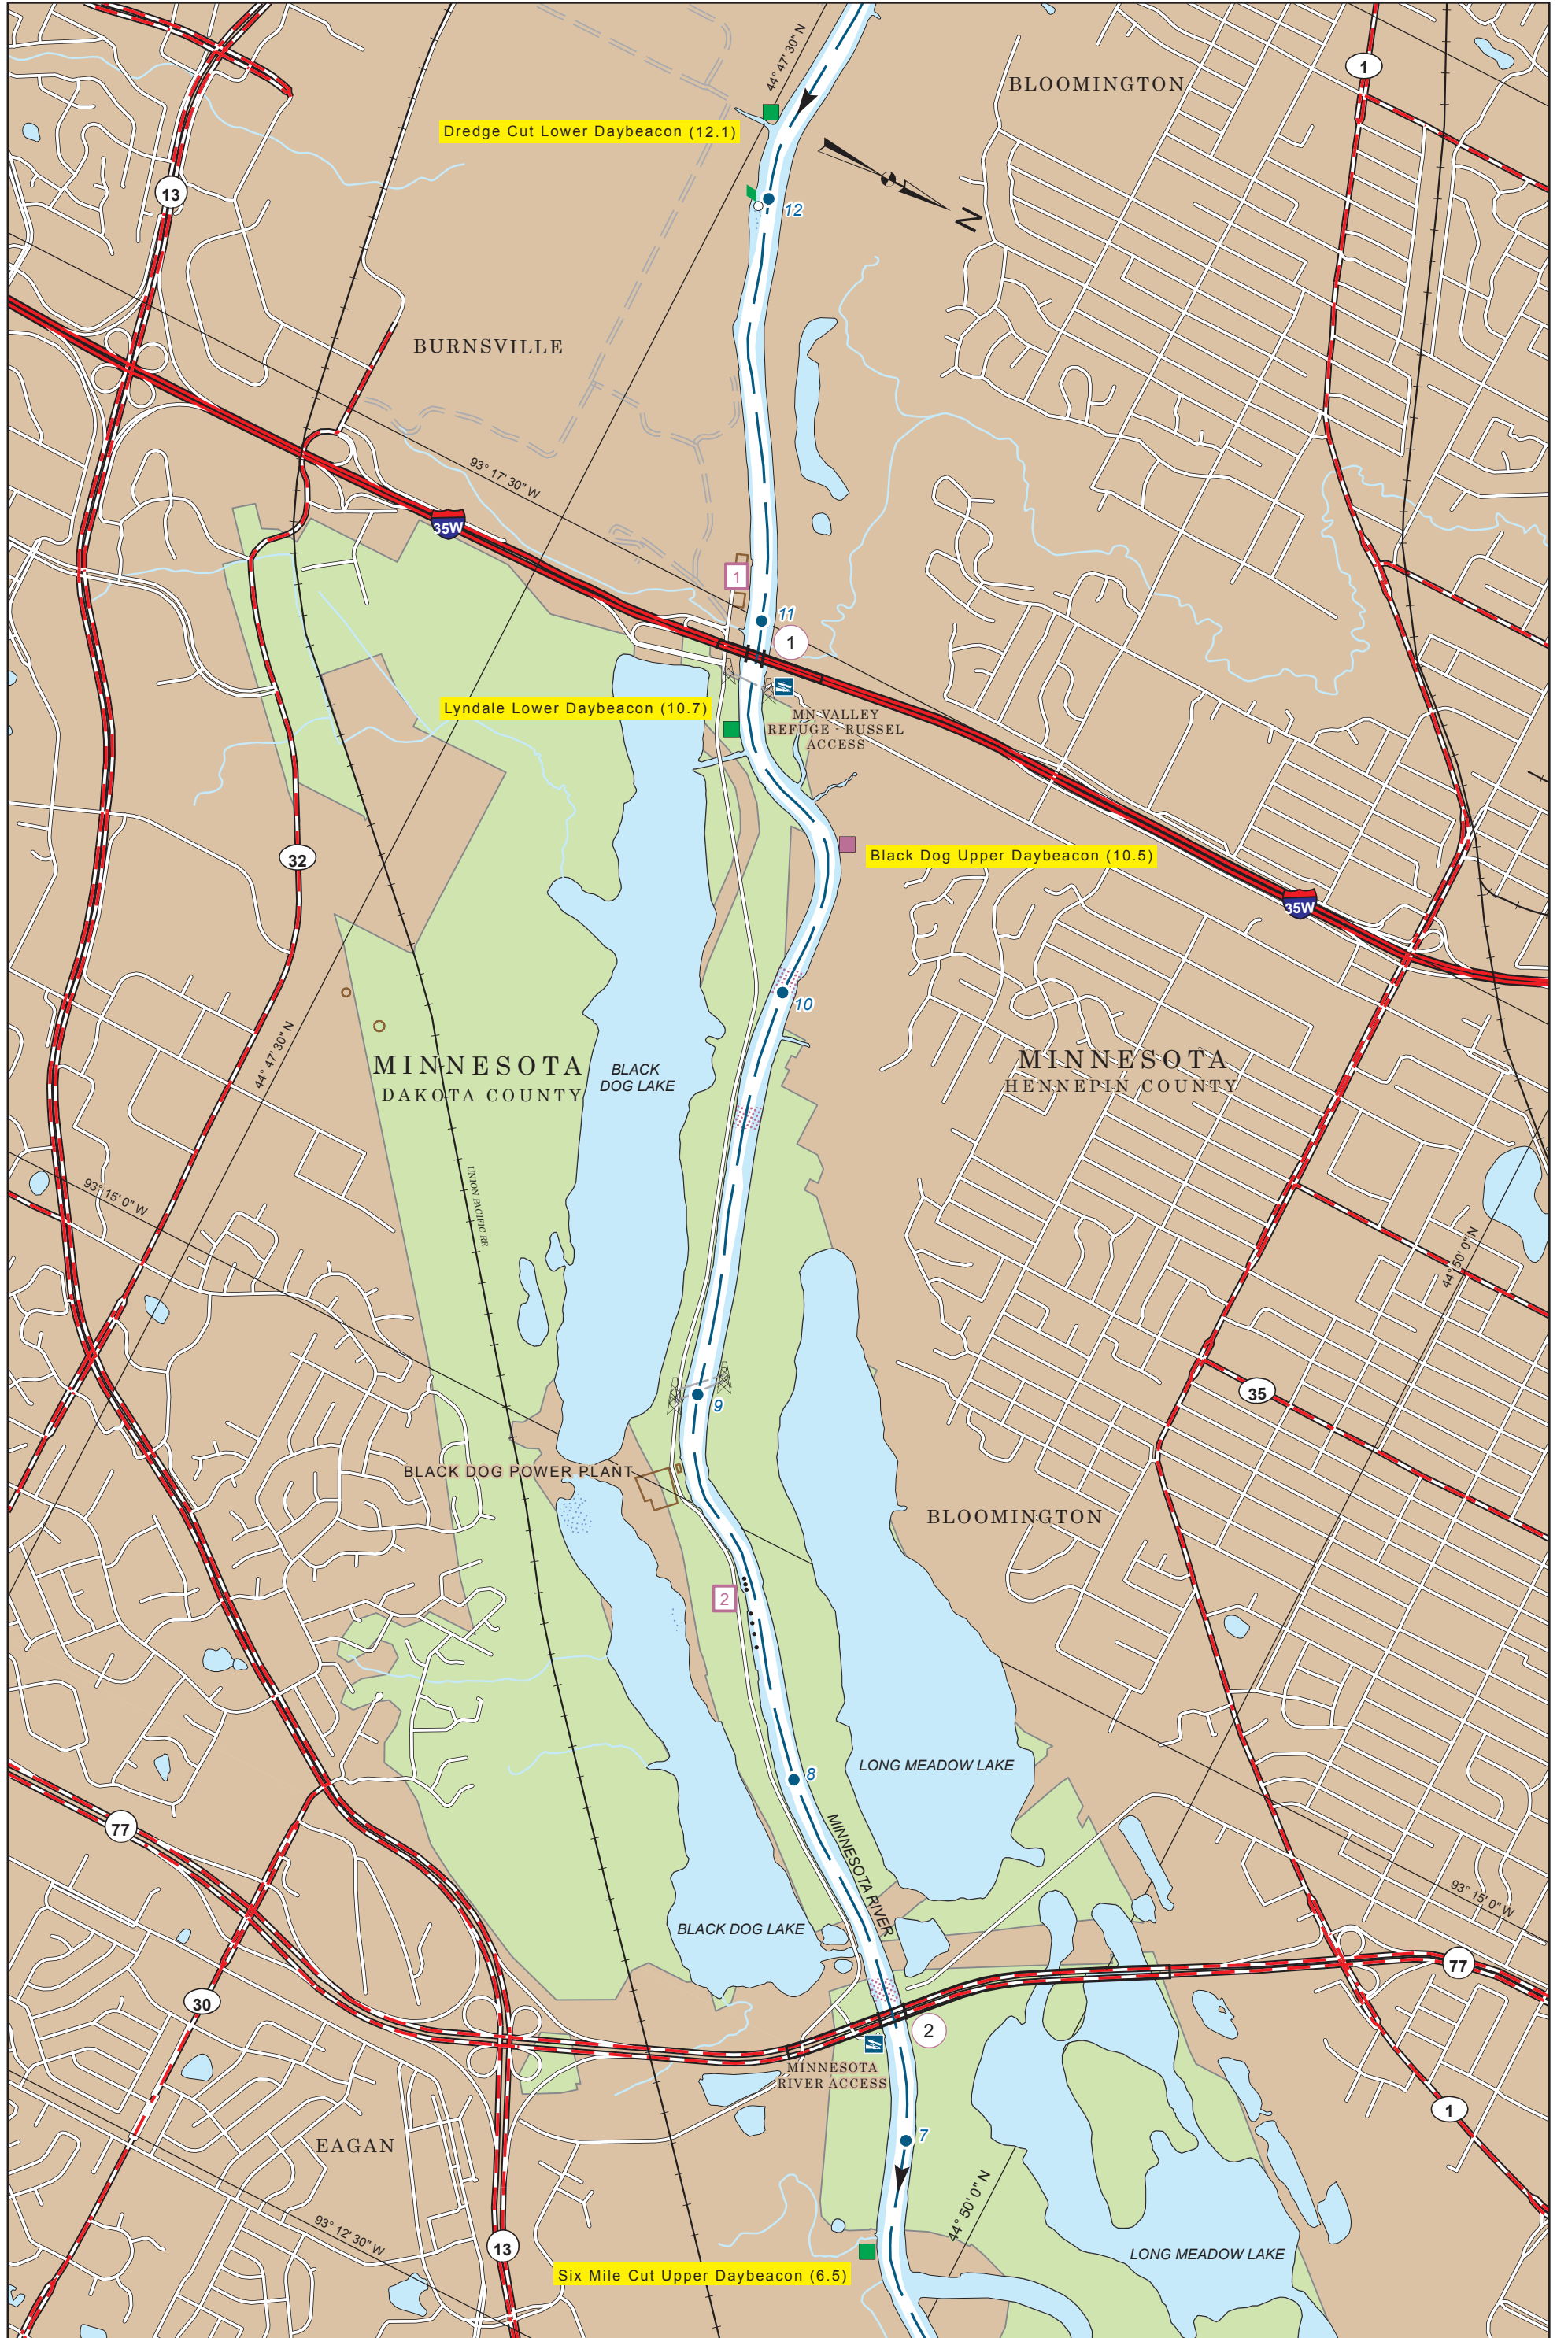 44° 47' 30" N
BLOOMINGTON
1
Dredge Cut Lower Daybeacon (12.1)
13
12
N
BURNSVILLE
93° 17' 30" W
35W
1
11
1
Lyndale Lower Daybeacon (10.7)
MN VALLEY
REFUGE - RUSSEL
ACCESS
32
Black Dog Upper Daybeacon (10.5)
35W
10
44° 47' 30" N
MINNESOTA
DAKOTA COUNTY
BLACK
DOG LAKE
MINNESOTA
HENNEPIN COUNTY
UNION PACIFIC RR
93° 15' 0" W
44° 50' 0" N
9
35
BLACK DOG POWER PLANT
BLOOMINGTON
2
8
LONG MEADOW LAKE
77
MINNESOTA RIVER
93° 15' 0" W
BLACK DOG LAKE
77
30
2
MINNESOTA
RIVER ACCESS
1
7
EAGAN
44° 50' 0" N
93° 12' 30" W
13
LONG MEADOW LAKE
Six Mile Cut Upper Daybeacon (6.5)